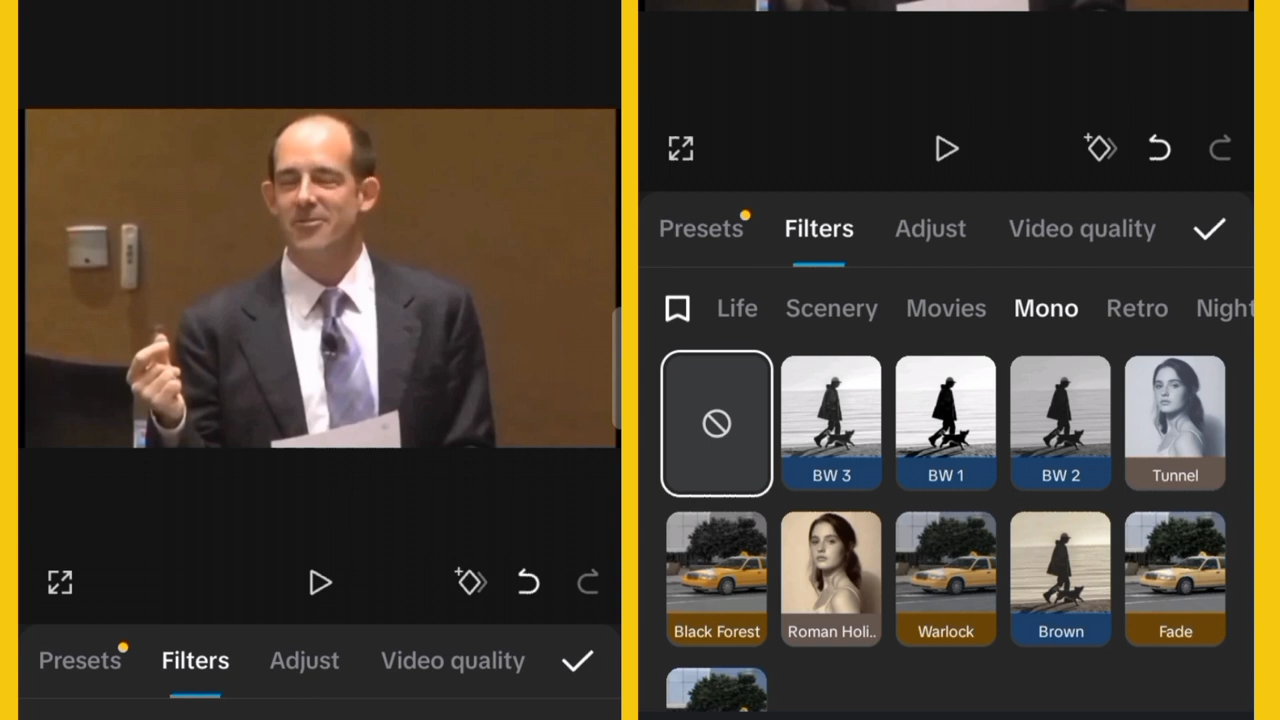 Presets Filters Adjust Video quality
Presets Filters Adjust Video quality
Life Scenery Movies Mono Retro Night
BW 3 BW 1 BW 2 Tunnel
Black Forest Roman Holi.. Warlock Brown Fade